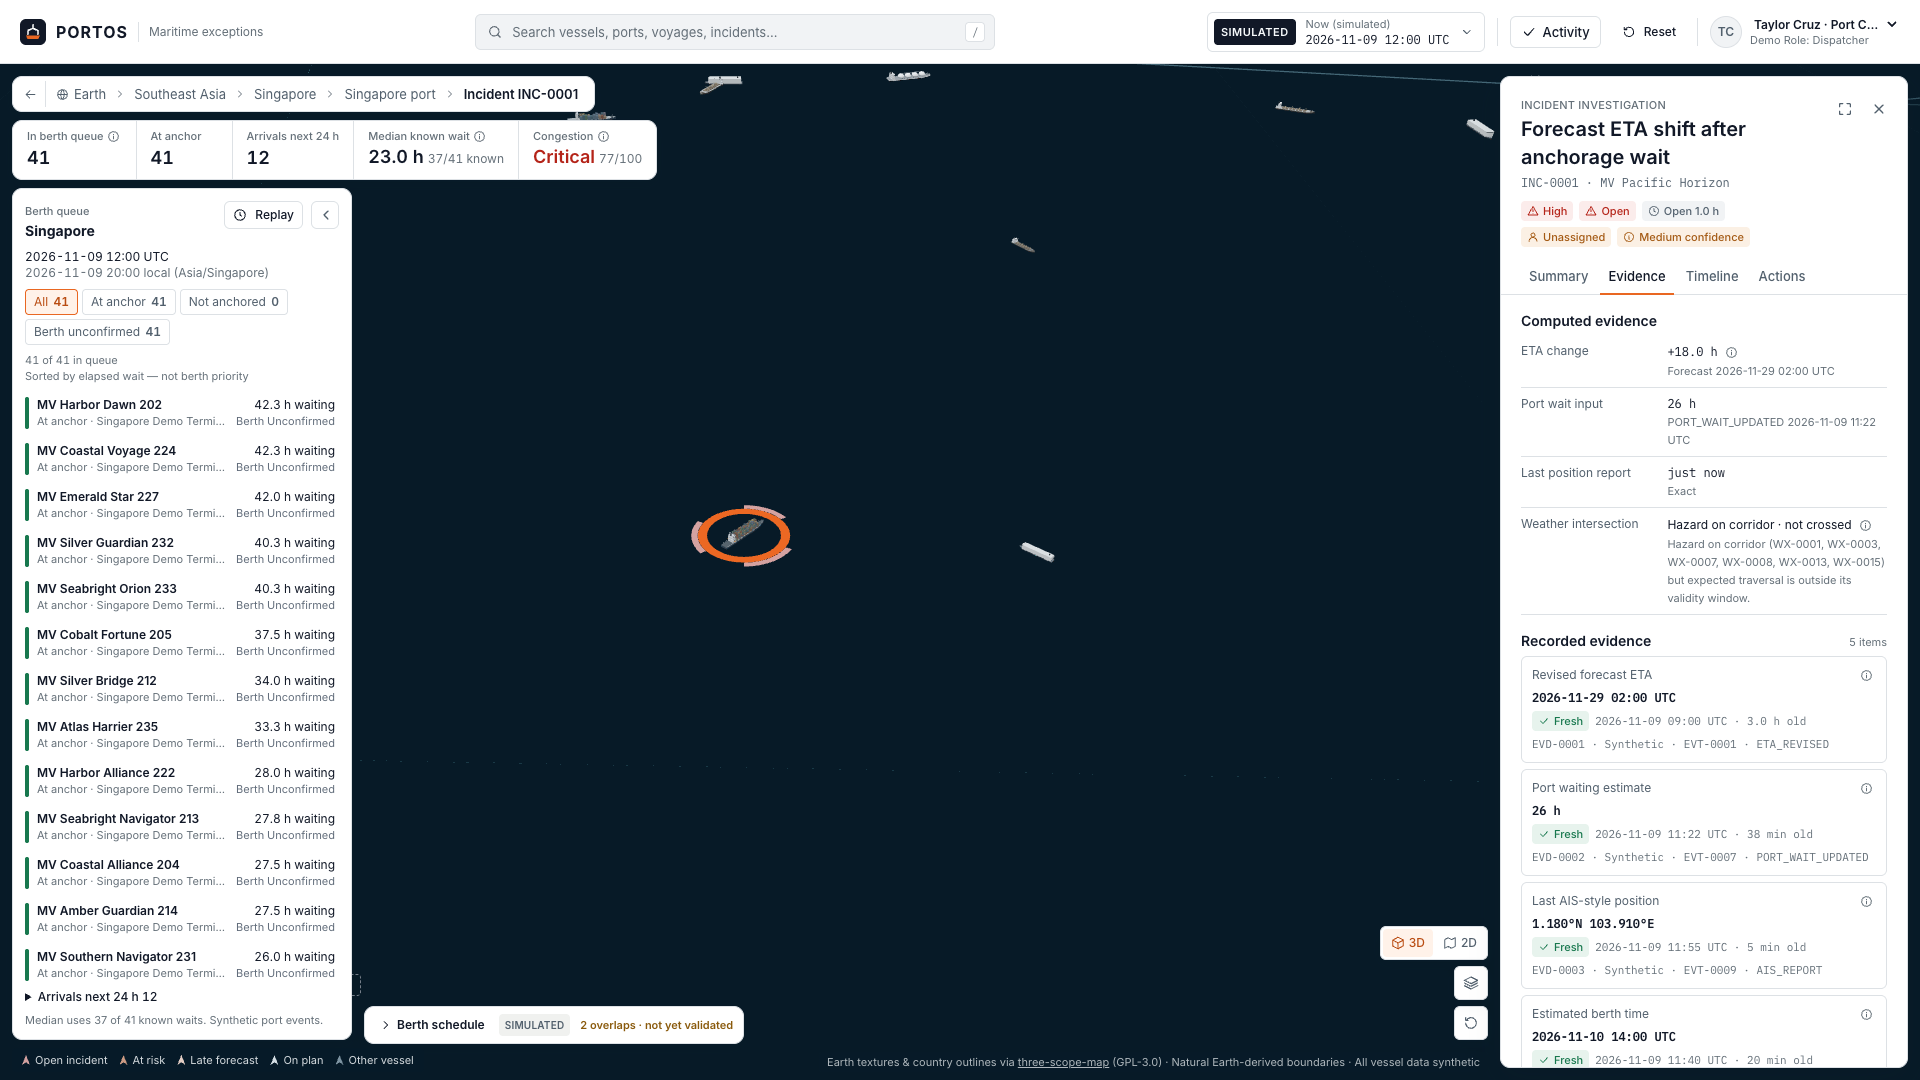 PORTOS
Maritime exceptions
Search vessels, ports, voyages, incidents...
/
SIMULATED
Now (simulated)
2026-11-09 12:00 UTC
Activity
Reset
TC
Taylor Cruz · Port C...
Demo Role: Dispatcher
Earth
Southeast Asia
Singapore
Singapore port
Incident INC-0001
In berth queue
41
At anchor
41
Arrivals next 24 h
12
Median known wait
23.0 h 37/41 known
Congestion
Critical 77/100
Berth queue
Singapore
Replay
2026-11-09 12:00 UTC
2026-11-09 20:00 local (Asia/Singapore)
All 41
At anchor 41
Not anchored 0
Berth unconfirmed 41
41 of 41 in queue
Sorted by elapsed wait — not berth priority
MV Harbor Dawn 202 42.3 h waiting
At anchor · Singapore Demo Termi... Berth Unconfirmed
MV Coastal Voyage 224 42.3 h waiting
At anchor · Singapore Demo Termi... Berth Unconfirmed
MV Emerald Star 227 42.0 h waiting
At anchor · Singapore Demo Termi... Berth Unconfirmed
MV Silver Guardian 232 40.3 h waiting
At anchor · Singapore Demo Termi... Berth Unconfirmed
MV Seabright Orion 233 40.3 h waiting
At anchor · Singapore Demo Termi... Berth Unconfirmed
MV Cobalt Fortune 205 37.5 h waiting
At anchor · Singapore Demo Termi... Berth Unconfirmed
MV Silver Bridge 212 34.0 h waiting
At anchor · Singapore Demo Termi... Berth Unconfirmed
MV Atlas Harrier 235 33.3 h waiting
At anchor · Singapore Demo Termi... Berth Unconfirmed
MV Harbor Alliance 222 28.0 h waiting
At anchor · Singapore Demo Termi... Berth Unconfirmed
MV Seabright Navigator 213 27.8 h waiting
At anchor · Singapore Demo Termi... Berth Unconfirmed
MV Coastal Alliance 204 27.5 h waiting
At anchor · Singapore Demo Termi... Berth Unconfirmed
MV Amber Guardian 214 27.5 h waiting
At anchor · Singapore Demo Termi... Berth Unconfirmed
MV Southern Navigator 231 26.0 h waiting
At anchor · Singapore Demo Termi... Berth Unconfirmed
Arrivals next 24 h 12
Median uses 37 of 41 known waits. Synthetic port events.
Berth schedule
SIMULATED
2 overlaps · not yet validated
3D
2D
Open incident
At risk
Late forecast
On plan
Other vessel
Earth textures & country outlines via three-scope-map (GPL-3.0) · Natural Earth-derived boundaries · All vessel data synthetic
INCIDENT INVESTIGATION
Forecast ETA shift after
anchorage wait
INC-0001 · MV Pacific Horizon
High
Open
Open 1.0 h
Unassigned
Medium confidence
Summary
Evidence
Timeline
Actions
Computed evidence
ETA change
+18.0 h
Forecast 2026-11-29 02:00 UTC
Port wait input
26 h
PORT_WAIT_UPDATED 2026-11-09 11:22
UTC
Last position report
just now
Exact
Weather intersection
Hazard on corridor · not crossed
Hazard on corridor (WX-0001, WX-0003,
WX-0007, WX-0008, WX-0013, WX-0015)
but expected traversal is outside its
validity window.
Recorded evidence
5 items
Revised forecast ETA
2026-11-29 02:00 UTC
Fresh 2026-11-09 09:00 UTC · 3.0 h old
EVD-0001 · Synthetic · EVT-0001 · ETA_REVISED
Port waiting estimate
26 h
Fresh 2026-11-09 11:22 UTC · 38 min old
EVD-0002 · Synthetic · EVT-0007 · PORT_WAIT_UPDATED
Last AIS-style position
1.180°N 103.910°E
Fresh 2026-11-09 11:55 UTC · 5 min old
EVD-0003 · Synthetic · EVT-0009 · AIS_REPORT
Estimated berth time
2026-11-10 14:00 UTC
Fresh 2026-11-09 11:40 UTC · 20 min old